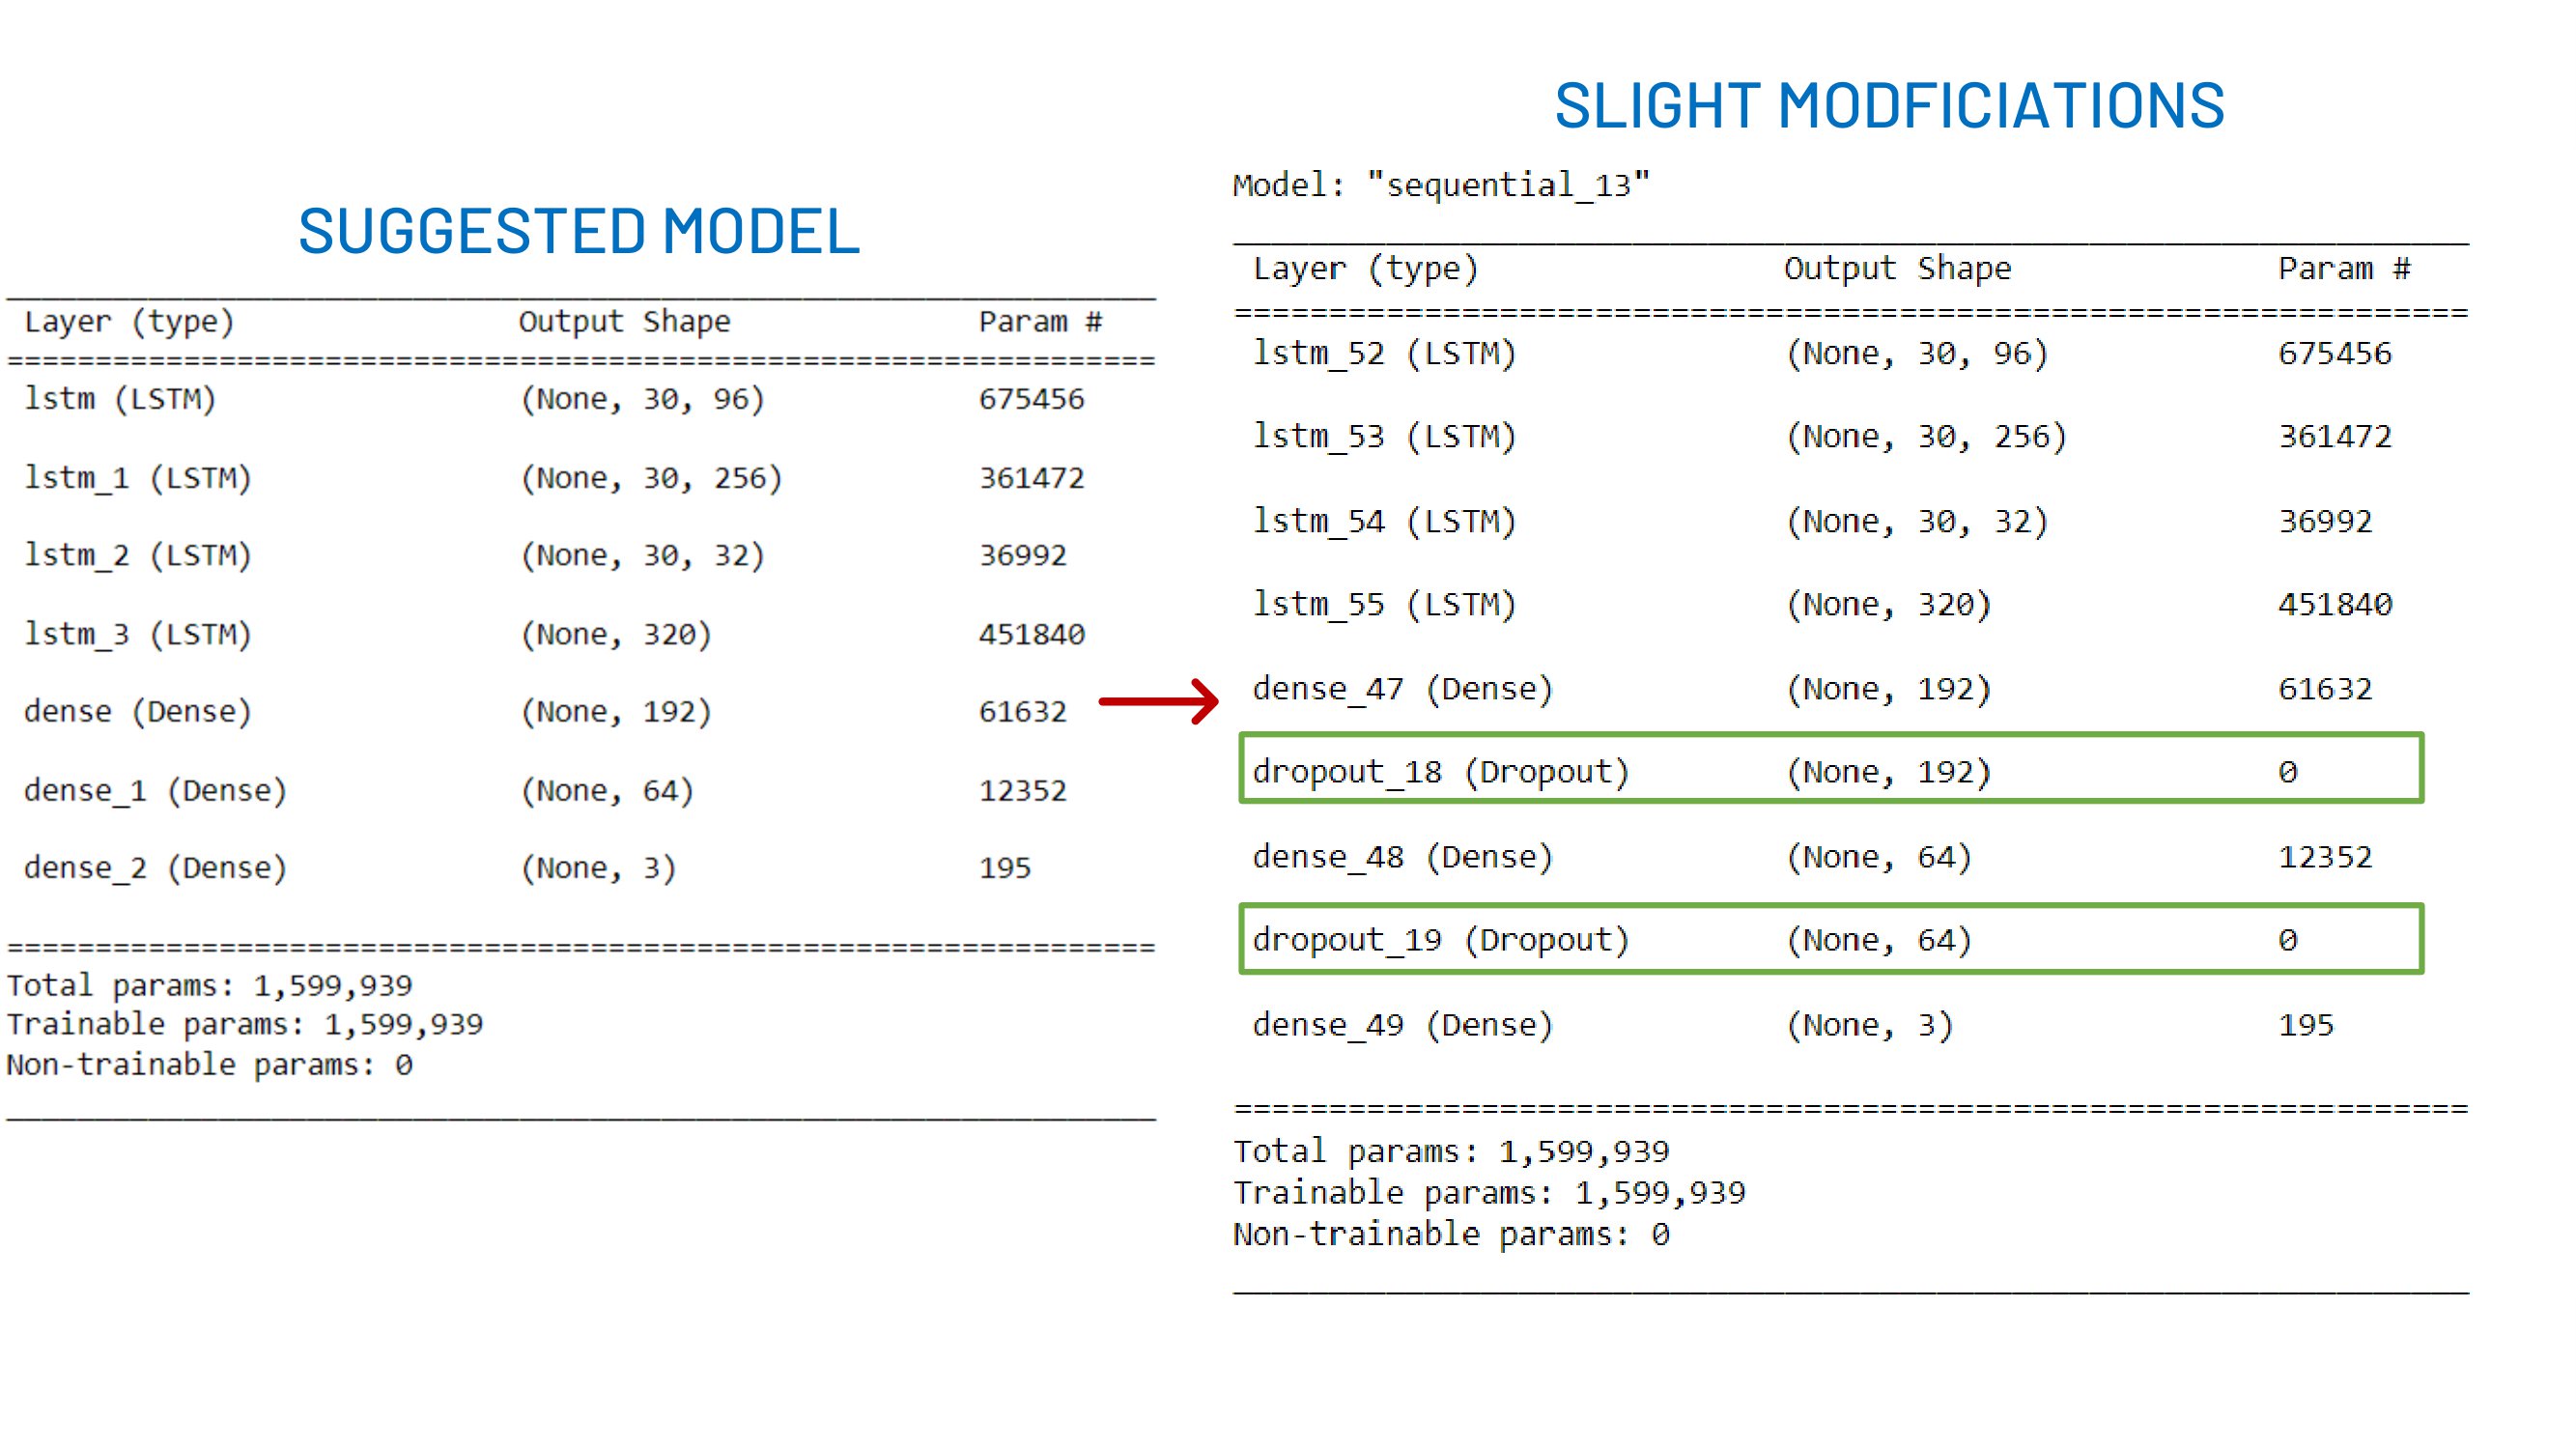 SUGGESTED MODEL
Layer (type) Output Shape Param #
=================================================================
lstm (LSTM) (None, 30, 96) 675456
lstm_1 (LSTM) (None, 30, 256) 361472
lstm_2 (LSTM) (None, 30, 32) 36992
lstm_3 (LSTM) (None, 320) 451840
dense (Dense) (None, 192) 61632
dense_1 (Dense) (None, 64) 12352
dense_2 (Dense) (None, 3) 195
=================================================================
Total params: 1,599,939
Trainable params: 1,599,939
Non-trainable params: 0
SLIGHT MODFICIATIONS
Model: "sequential_13"
Layer (type) Output Shape Param #
=================================================================
lstm_52 (LSTM) (None, 30, 96) 675456
lstm_53 (LSTM) (None, 30, 256) 361472
lstm_54 (LSTM) (None, 30, 32) 36992
lstm_55 (LSTM) (None, 320) 451840
dense_47 (Dense) (None, 192) 61632
dropout_18 (Dropout) (None, 192) 0
dense_48 (Dense) (None, 64) 12352
dropout_19 (Dropout) (None, 64) 0
dense_49 (Dense) (None, 3) 195
=================================================================
Total params: 1,599,939
Trainable params: 1,599,939
Non-trainable params: 0